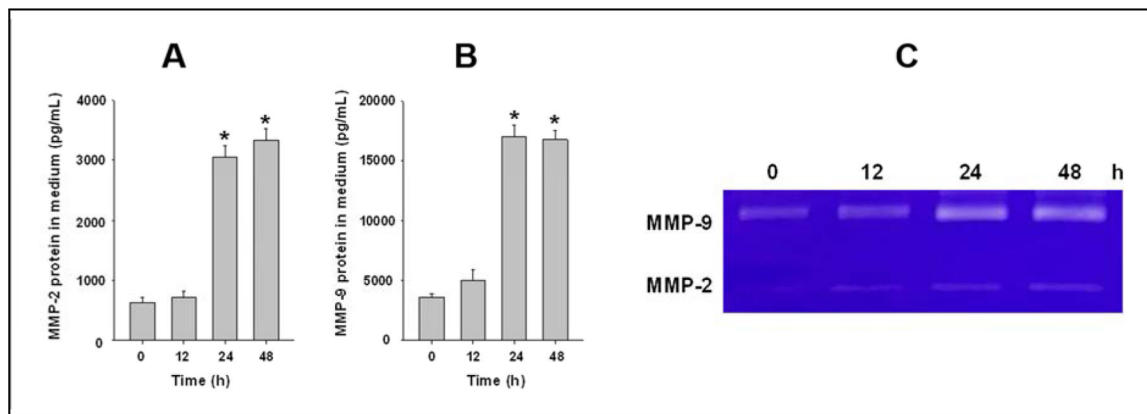 A
MMP-2 protein in medium (pg/mL)
4000
3000
2000
1000
0
*
*
0 12 24 48
Time (h)
B
MMP-9 protein in medium (pg/mL)
20000
15000
10000
5000
0
*
*
0 12 24 48
Time (h)
C
0 12 24 48 h
MMP-9
MMP-2